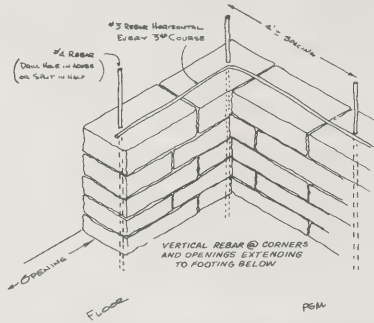 #3 REBAR HORIZONTAL
EVERY 3RD COURSE
#4 REBAR
(DRILL HOLE IN ADOBE
OR SPLIT IN HALF)
4'± SPACING
VERTICAL REBAR @ CORNERS
AND OPENINGS EXTENDING
TO FOOTING BELOW
OPENING
FLOOR
PGM